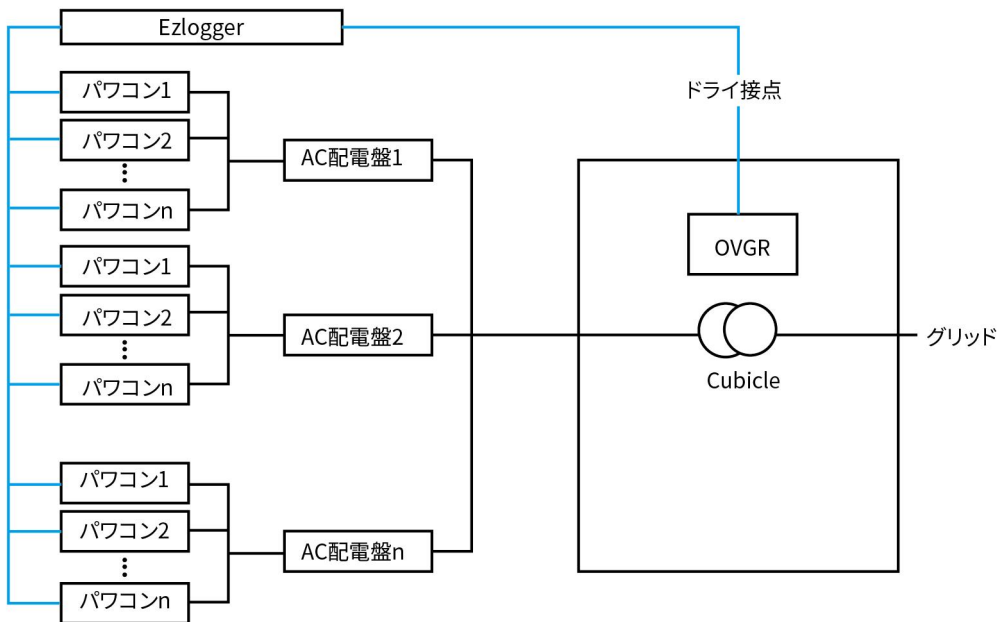 Ezlogger
パワコン1
パワコン2
パワコンn
AC配電盤1
パワコン1
パワコン2
パワコンn
AC配電盤2
パワコン1
パワコン2
パワコンn
AC配電盤n
ドライ接点
OVGR
Cubicle
グリッド